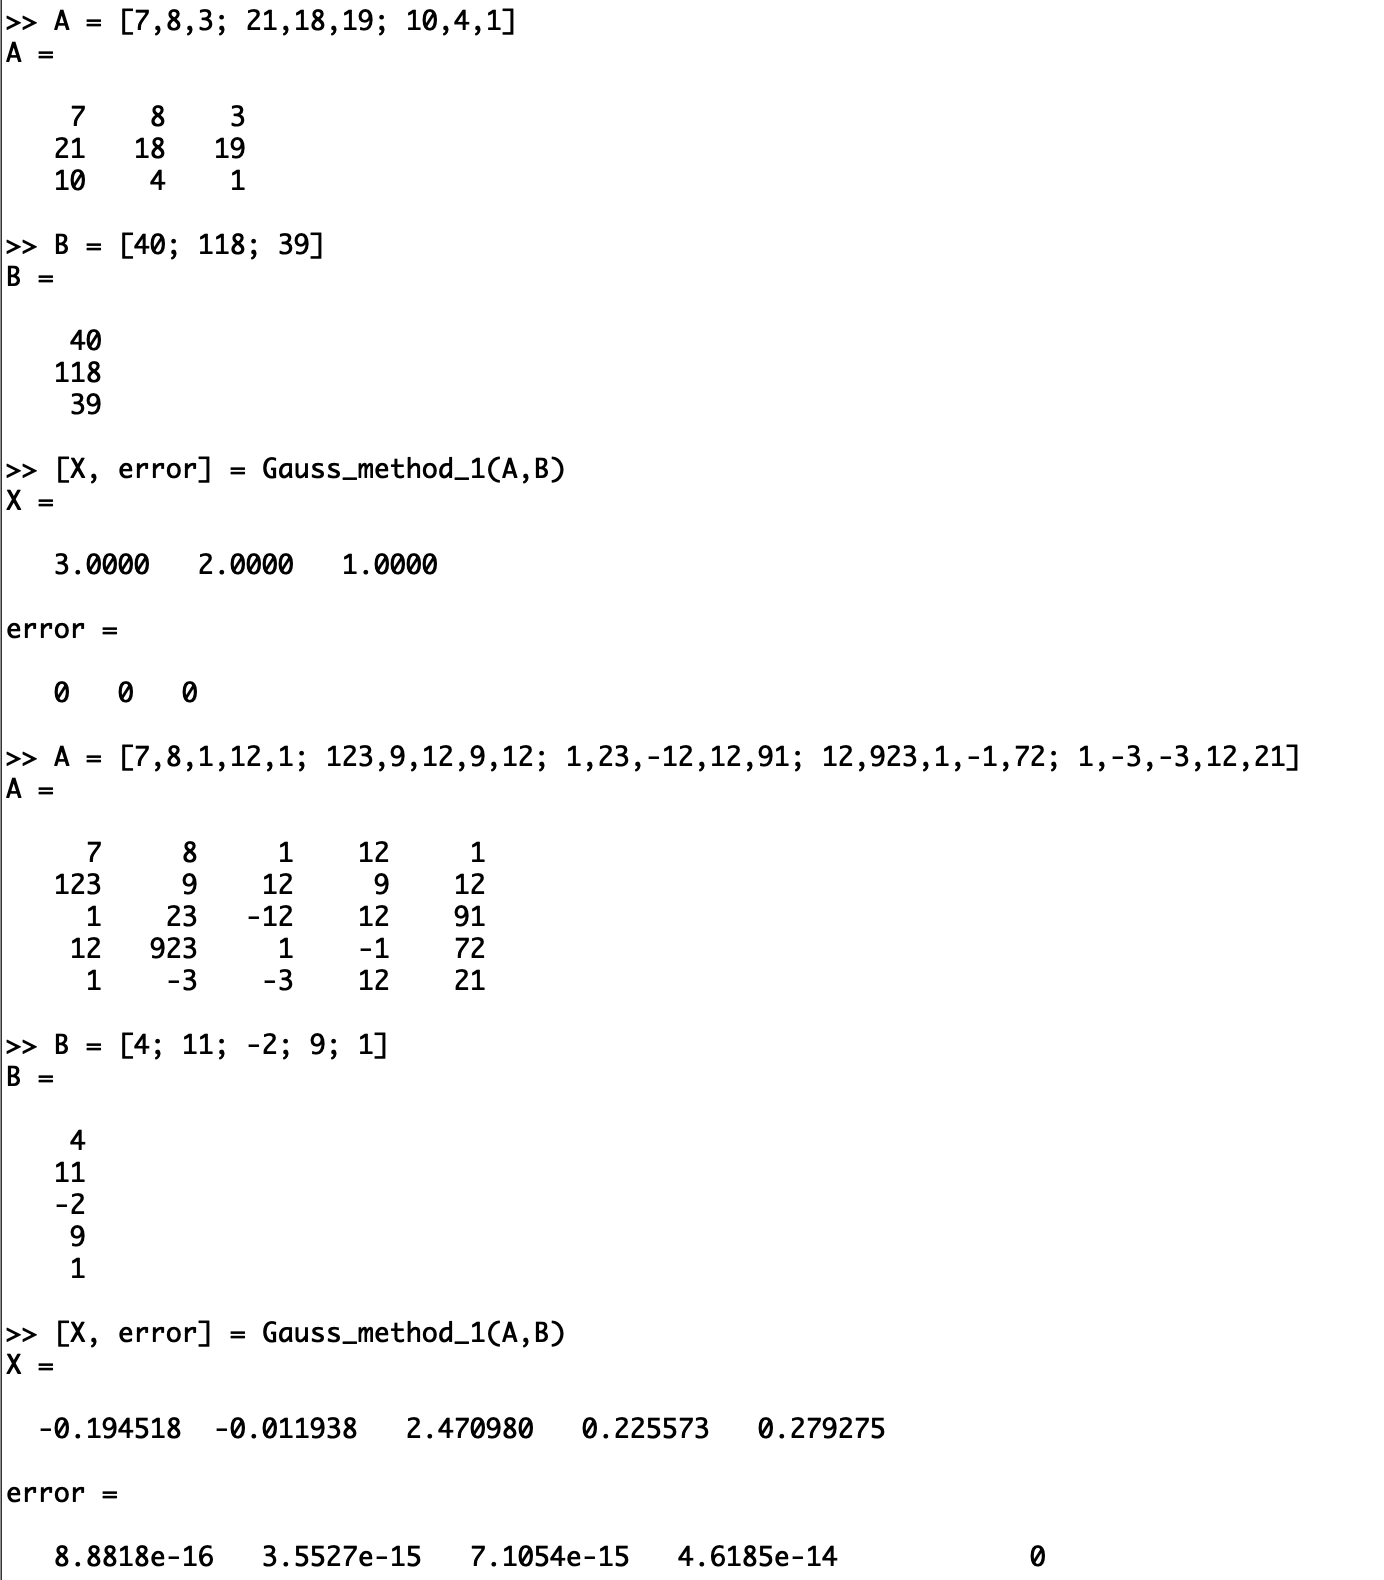 >> A = [7,8,3; 21,18,19; 10,4,1]
A =
7 8 3
21 18 19
10 4 1
>> B = [40; 118; 39]
B =
40
118
39
>> [X, error] = Gauss_method_1(A,B)
X =
3.0000 2.0000 1.0000
error =
0 0 0
>> A = [7,8,1,12,1; 123,9,12,9,12; 1,23,-12,12,91; 12,923,1,-1,72; 1,-3,-3,12,21]
A =
7 8 1 12 1
123 9 12 9 12
1 23 -12 12 91
12 923 1 -1 72
1 -3 -3 12 21
>> B = [4; 11; -2; 9; 1]
B =
4
11
-2
9
1
>> [X, error] = Gauss_method_1(A,B)
X =
-0.194518 -0.011938 2.470980 0.225573 0.279275
error =
8.8818e-16 3.5527e-15 7.1054e-15 4.6185e-14 0